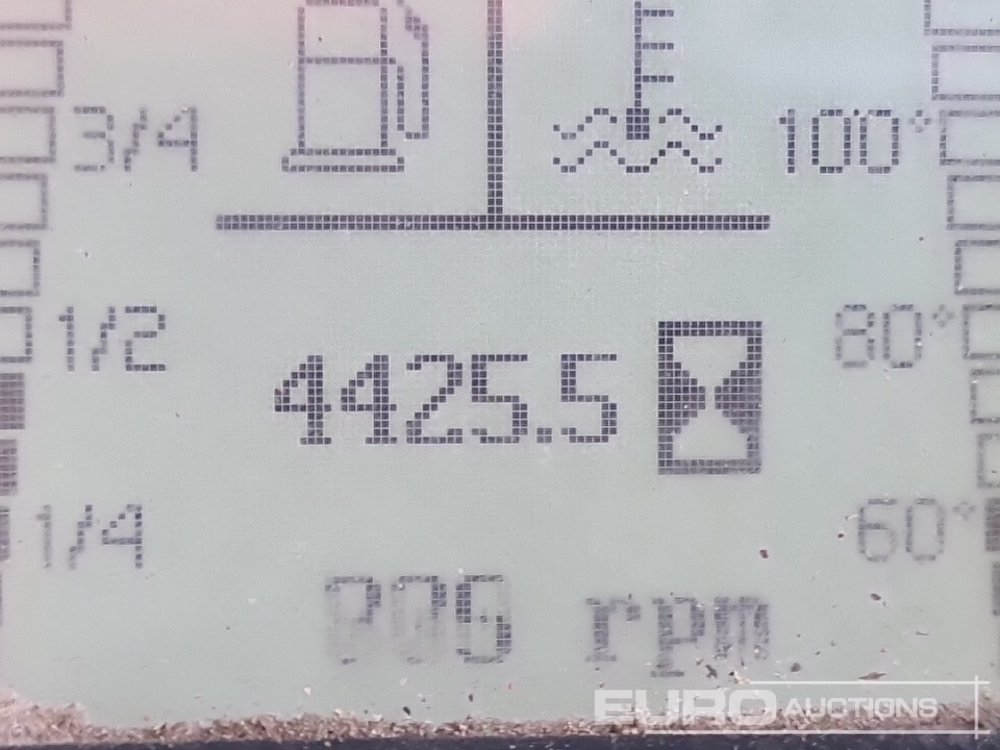 3/4 100°
1/2 80°
4425.5
1/4 60°
rpm
EURO AUCTIONS